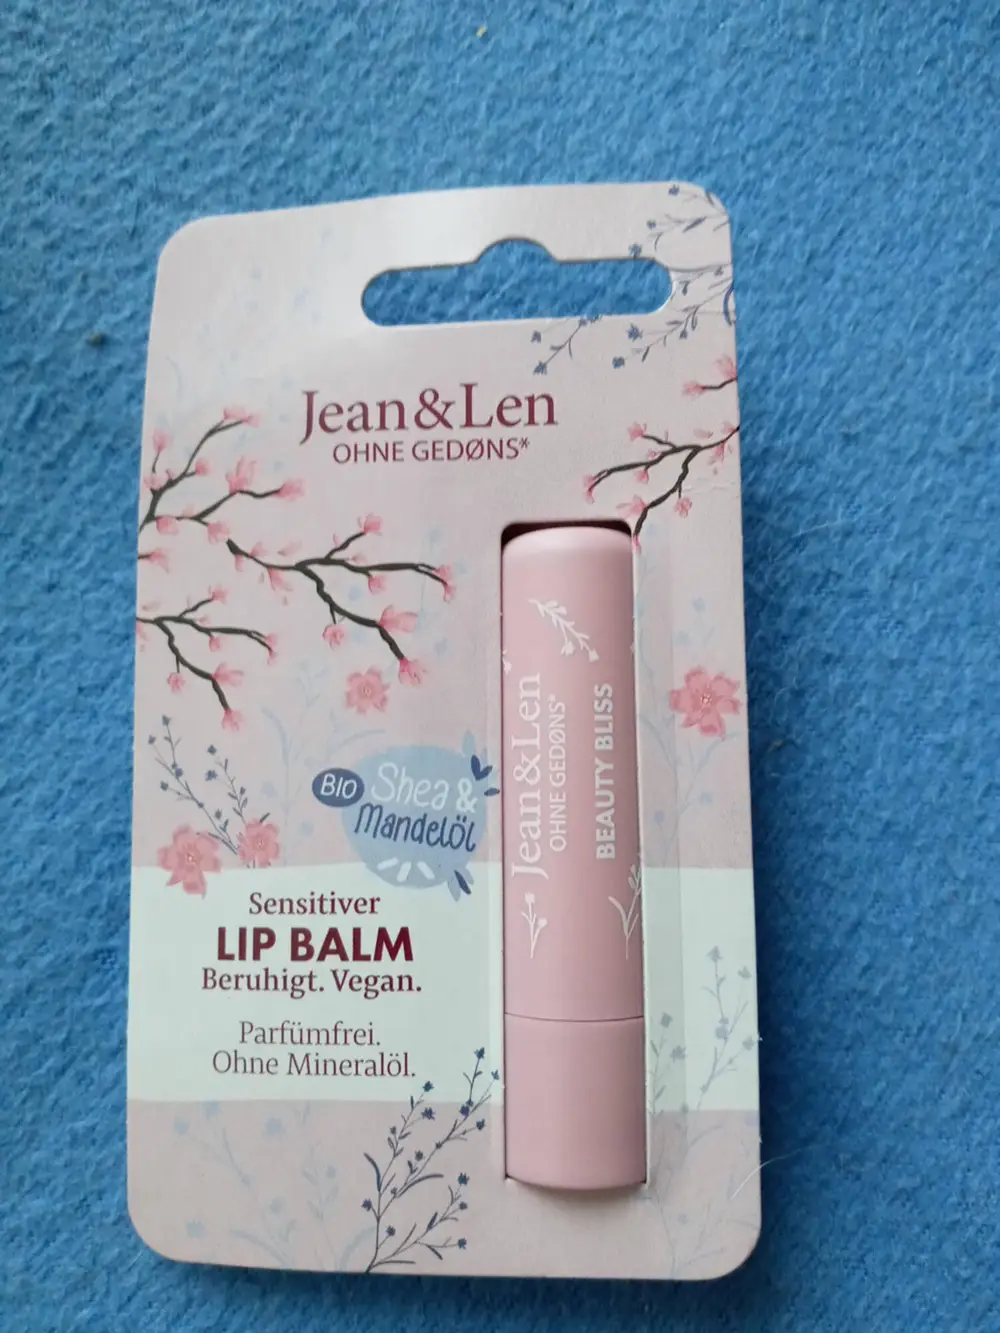 Jean&Len
OHNE GEDØNS*
BIO
Shea &
Mandelöl
Sensitiver
LIP BALM
Beruhigt. Vegan.
Parfümfrei.
Ohne Mineralöl.
Jean&Len
OHNE GEDØNS*
BEAUTY BLISS